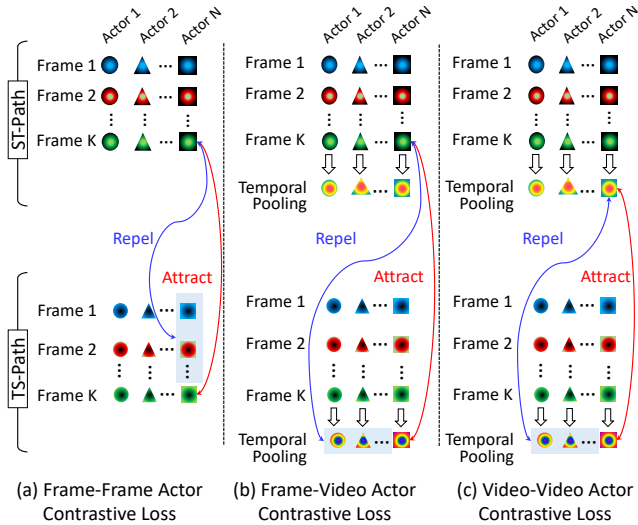 Actor 1 Actor 2 Actor N
Frame 1
Frame 2
Frame K
ST-Path
Repel
Attract
TS-Path
Frame 1
Frame 2
Frame K
(a) Frame-Frame Actor
Contrastive Loss
Actor 1 Actor 2 Actor N
Frame 1
Frame 2
Frame K
Temporal
Pooling
Repel
Attract
Frame 1
Frame 2
Frame K
Temporal
Pooling
(b) Frame-Video Actor
Contrastive Loss
Actor 1 Actor 2 Actor N
Frame 1
Frame 2
Frame K
Temporal
Pooling
Repel
Attract
Frame 1
Frame 2
Frame K
Temporal
Pooling
(c) Video-Video Actor
Contrastive Loss